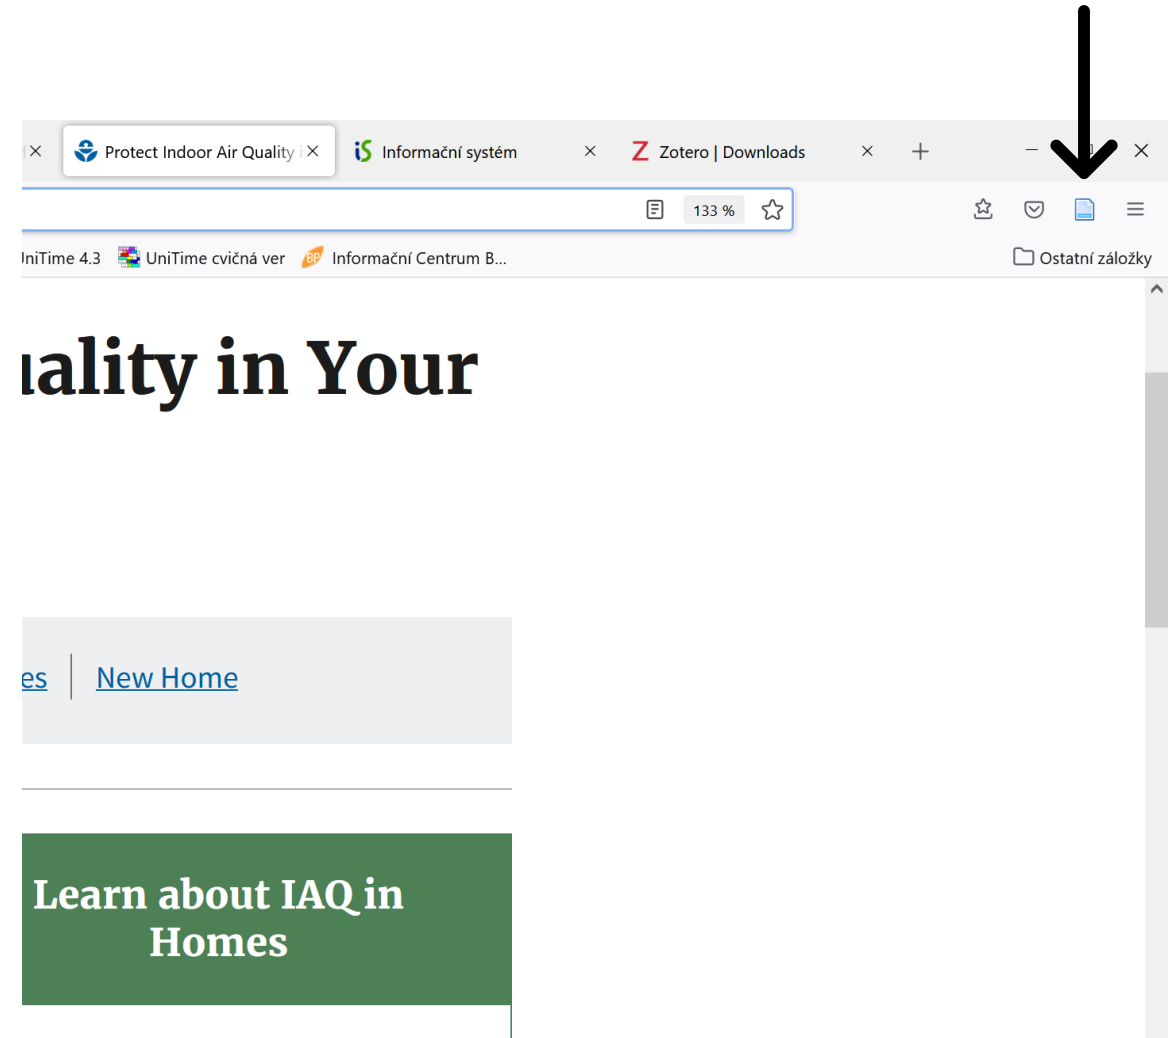 Protect Indoor Air Quality i
Informační systém
Zotero | Downloads
133 %
UniTime 4.3
UniTime cvičná ver
BP
Informační Centrum B...
Ostatní záložky
uality in Your
es
New Home
Learn about IAQ in
Homes